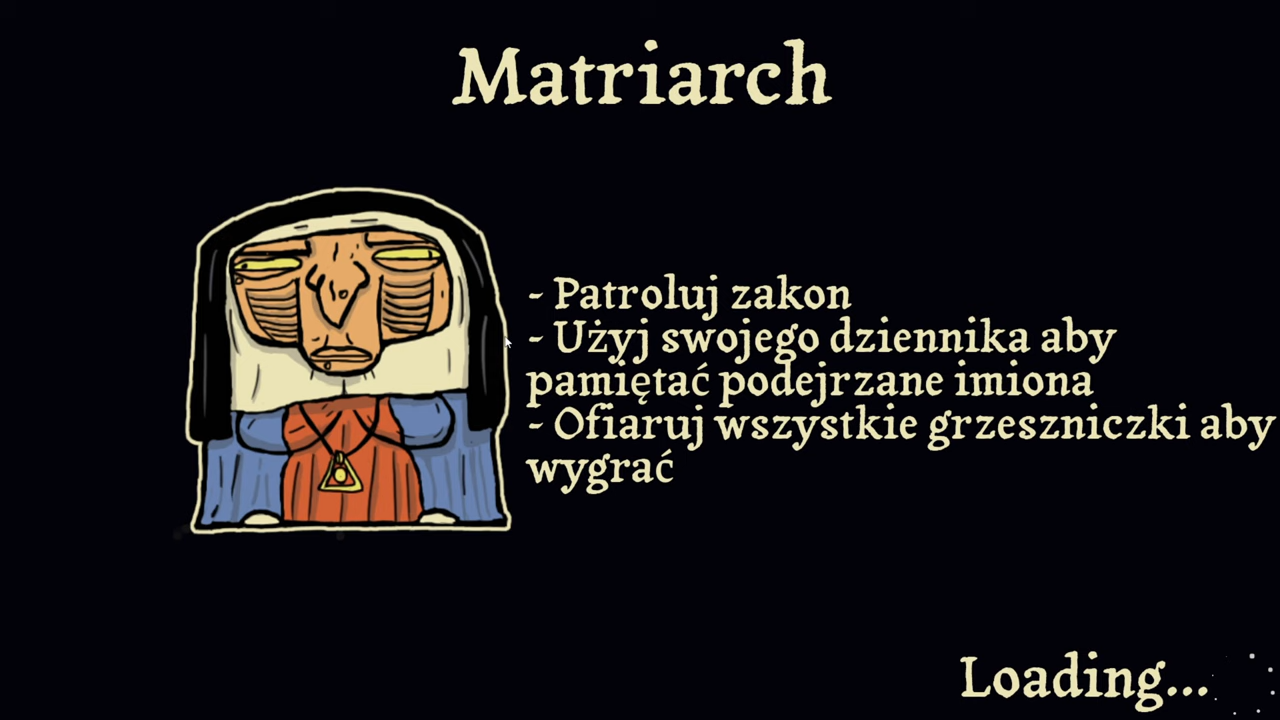 Matriarch
- Patroluj zakon
- Użyj swojego dziennika aby
pamiętać podejrzane imiona
- Ofiaruj wszystkie grzeszniczki aby
wygrać
Loading...